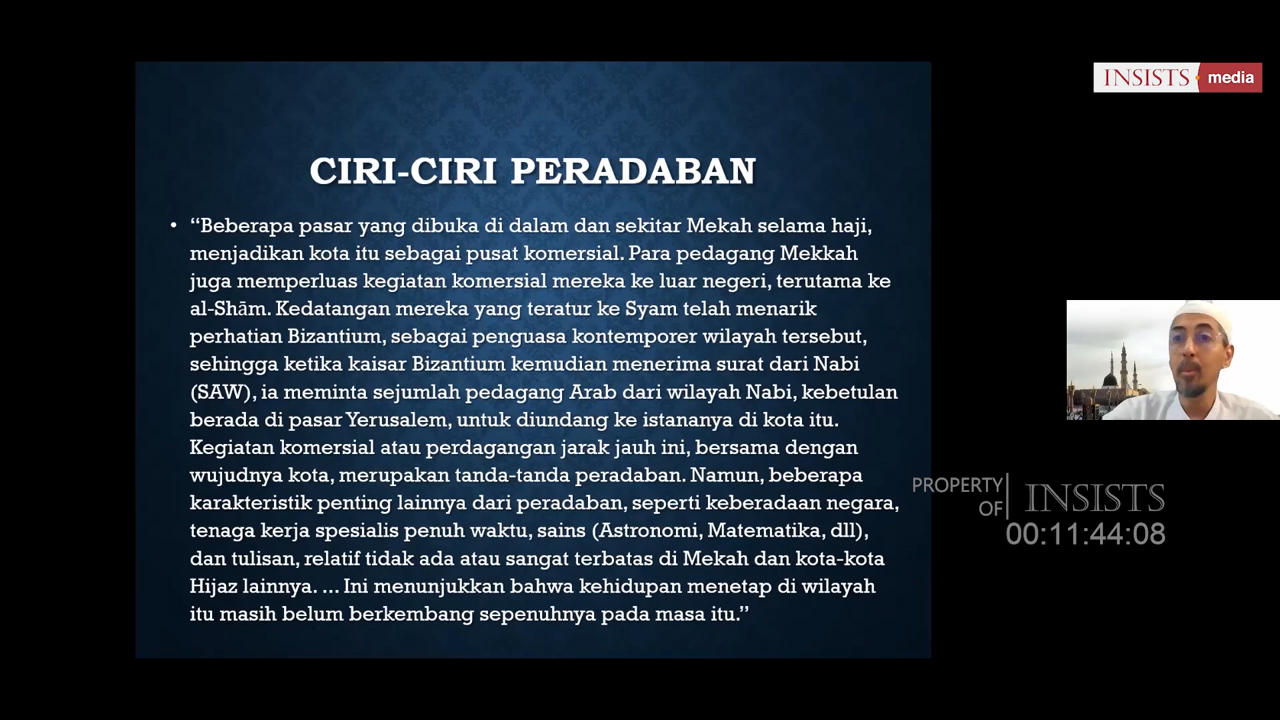 INSISTS media
CIRI-CIRI PERADABAN
• “Beberapa pasar yang dibuka di dalam dan sekitar Mekah selama haji,
menjadikan kota itu sebagai pusat komersial. Para pedagang Mekkah
juga memperluas kegiatan komersial mereka ke luar negeri, terutama ke
al-Shām. Kedatangan mereka yang teratur ke Syam telah menarik
perhatian Bizantium, sebagai penguasa kontemporer wilayah tersebut,
sehingga ketika kaisar Bizantium kemudian menerima surat dari Nabi
(SAW), ia meminta sejumlah pedagang Arab dari wilayah Nabi, kebetulan
berada di pasar Yerusalem, untuk diundang ke istananya di kota itu.
Kegiatan komersial atau perdagangan jarak jauh ini, bersama dengan
wujudnya kota, merupakan tanda-tanda peradaban. Namun, beberapa
karakteristik penting lainnya dari peradaban, seperti keberadaan negara,
tenaga kerja spesialis penuh waktu, sains (Astronomi, Matematika, dll),
dan tulisan, relatif tidak ada atau sangat terbatas di Mekah dan kota-kota
Hijaz lainnya. ... Ini menunjukkan bahwa kehidupan menetap di wilayah
itu masih belum berkembang sepenuhnya pada masa itu.”
PROPERTY
OF
INSISTS
00:11:44:08